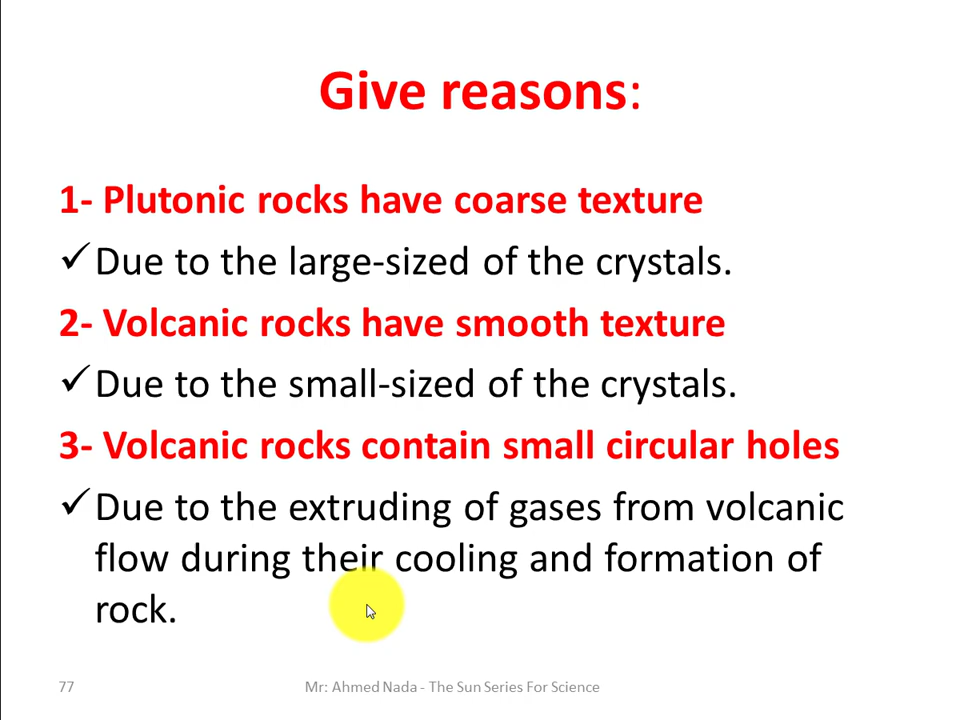 Give reasons:
1- Plutonic rocks have coarse texture
✓Due to the large-sized of the crystals.
2- Volcanic rocks have smooth texture
✓Due to the small-sized of the crystals.
3- Volcanic rocks contain small circular holes
✓Due to the extruding of gases from volcanic
flow during their cooling and formation of
rock.
77
Mr: Ahmed Nada - The Sun Series For Science